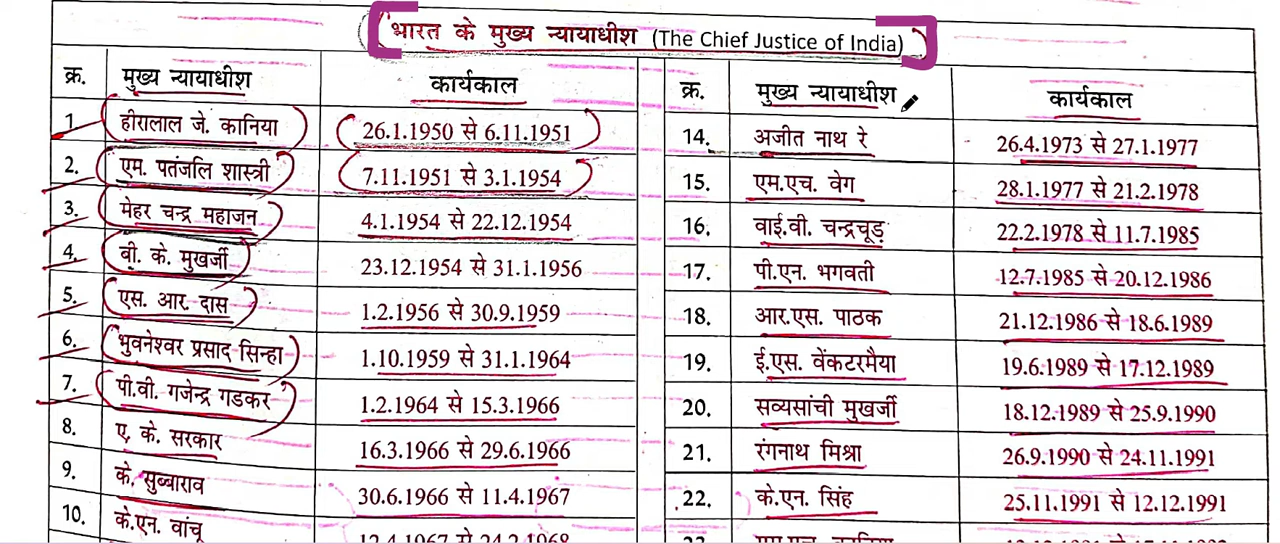 भारत के मुख्य न्यायाधीश (The Chief Justice of India)
क्र. मुख्य न्यायाधीश कार्यकाल
1 हीरालाल जे. कानिया 26.1.1950 से 6.11.1951
2. एम. पतंजलि शास्त्री 7.11.1951 से 3.1.1954
3. मेहर चन्द्र महाजन 4.1.1954 से 22.12.1954
4. बी. के. मुखर्जी 23.12.1954 से 31.1.1956
5. एस. आर. दास 1.2.1956 से 30.9.1959
6. भुवनेश्वर प्रसाद सिन्हा 1.10.1959 से 31.1.1964
7. पी.वी. गजेन्द्र गडकर 1.2.1964 से 15.3.1966
8. ए. के. सरकार 16.3.1966 से 29.6.1966
9. के. सुब्बाराव 30.6.1966 से 11.4.1967
10. के.एन. वांचू
क्र. मुख्य न्यायाधीश कार्यकाल
14. अजीत नाथ रे 26.4.1973 से 27.1.1977
15. एम.एच. वेग 28.1.1977 से 21.2.1978
16. वाई.वी. चन्द्रचूड़ 22.2.1978 से 11.7.1985
17. पी.एन. भगवती 12.7.1985 से 20.12.1986
18. आर.एस. पाठक 21.12.1986 से 18.6.1989
19. ई.एस. वेंकटरमैया 19.6.1989 से 17.12.1989
20. सव्यसांची मुखर्जी 18.12.1989 से 25.9.1990
21. रंगनाथ मिश्रा 26.9.1990 से 24.11.1991
22. के.एन. सिंह 25.11.1991 से 12.12.1991